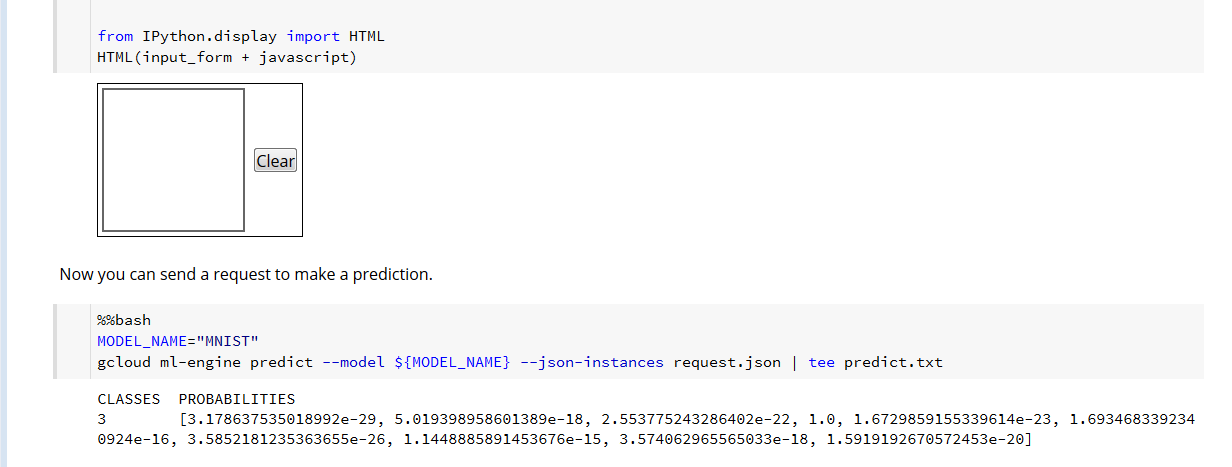 from IPython.display import HTML
HTML(input_form + javascript)
Clear
Now you can send a request to make a prediction.
%%bash
MODEL_NAME="MNIST"
gcloud ml-engine predict --model ${MODEL_NAME} --json-instances request.json | tee predict.txt
CLASSES  PROBABILITIES
3        [3.178637535018992e-29, 5.019398958601389e-18, 2.553775243286402e-22, 1.0, 1.6729859155339614e-23, 1.693468339234
0924e-16, 3.5852181235363655e-26, 1.1448885891453676e-15, 3.574062965565033e-18, 1.5919192670572453e-20]